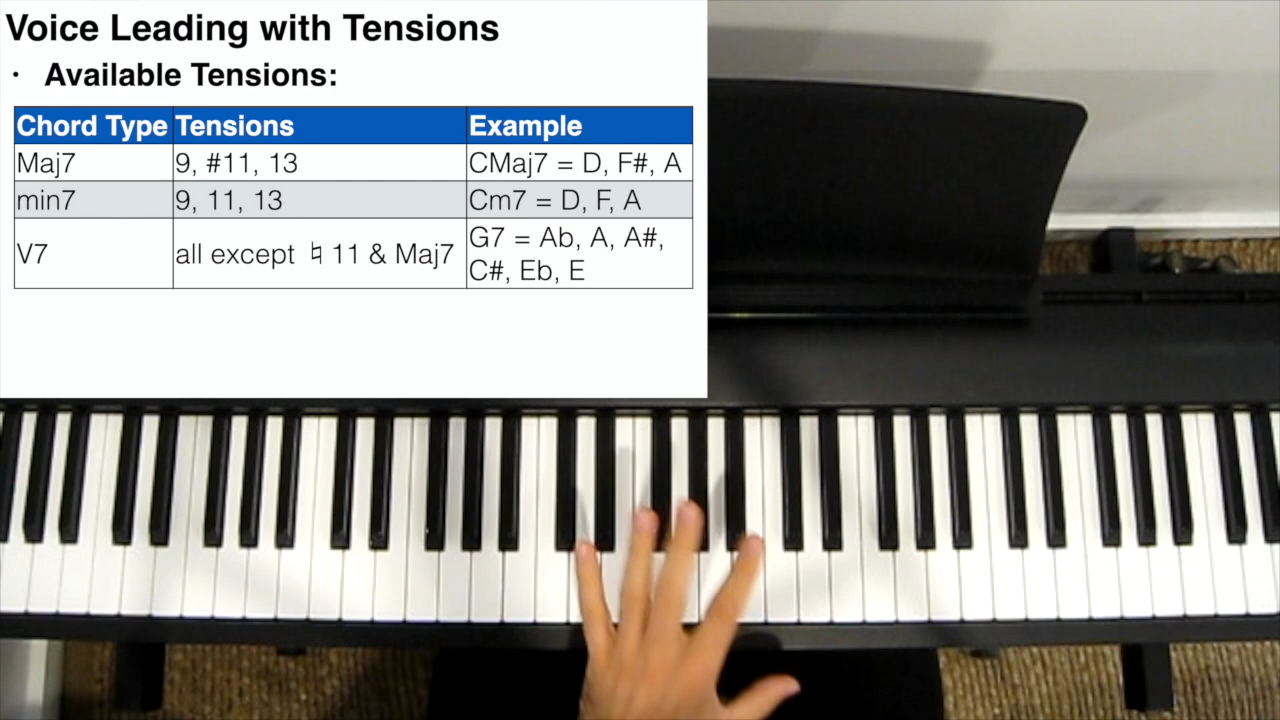 Voice Leading with Tensions
• Available Tensions:
Chord Type Tensions Example
Maj7 9, #11, 13 CMaj7 = D, F#, A
min7 9, 11, 13 Cm7 = D, F, A
V7 all except ♮ 11 & Maj7 G7 = Ab, A, A#,
C#, Eb, E